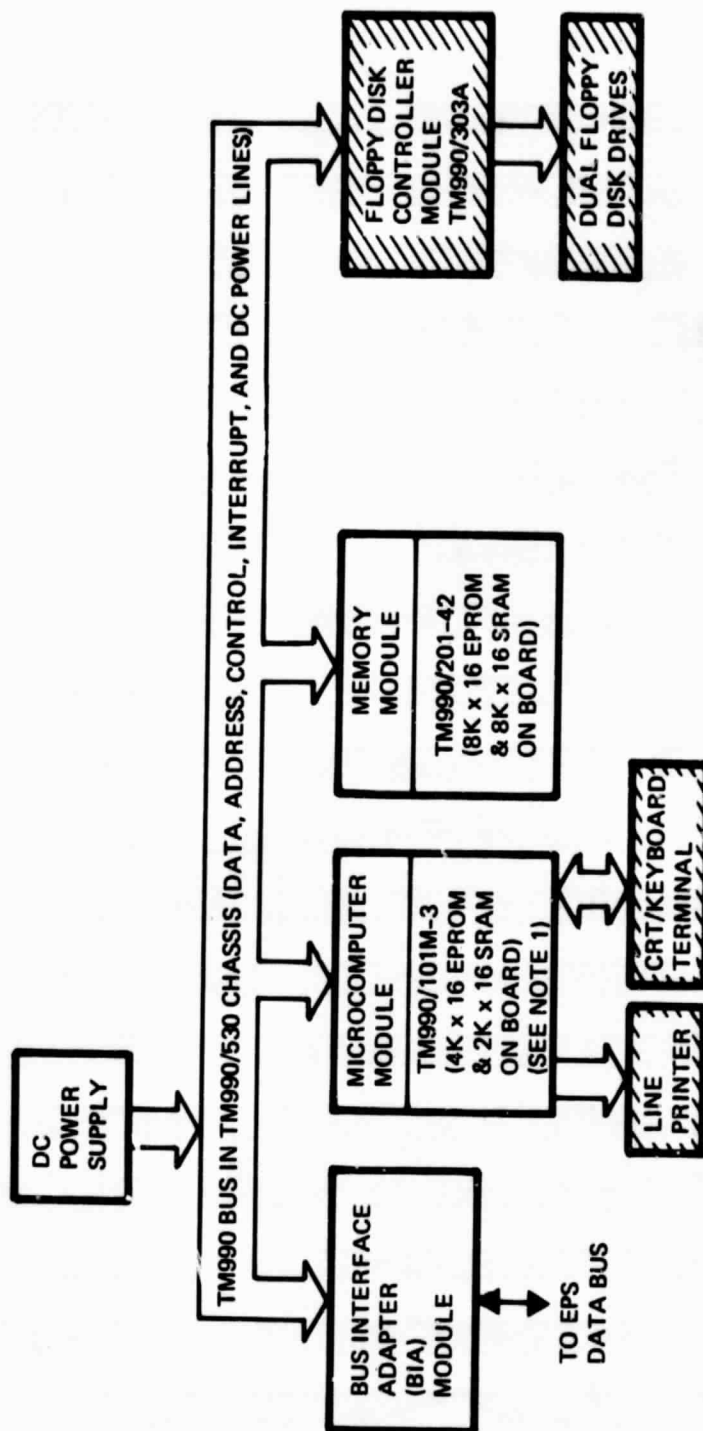 DC
POWER
SUPPLY
TM990 BUS IN TM990/530 CHASSIS (DATA, ADDRESS, CONTROL, INTERRUPT, AND DC POWER LINES)
BUS INTERFACE
ADAPTER
(BIA)
MODULE
TO EPS
DATA BUS
MICROCOMPUTER
MODULE
TM990/101M-3
(4K x 16 EPROM
& 2K x 16 SRAM
ON BOARD)
(SEE NOTE 1)
LINE
PRINTER
CRT/KEYBOARD
TERMINAL
MEMORY
MODULE
TM990/201-42
(8K x 16 EPROM
& 8K x 16 SRAM
ON BOARD)
FLOPPY DISK
CONTROLLER
MODULE
TM990/303A
DUAL FLOPPY
DISK DRIVES